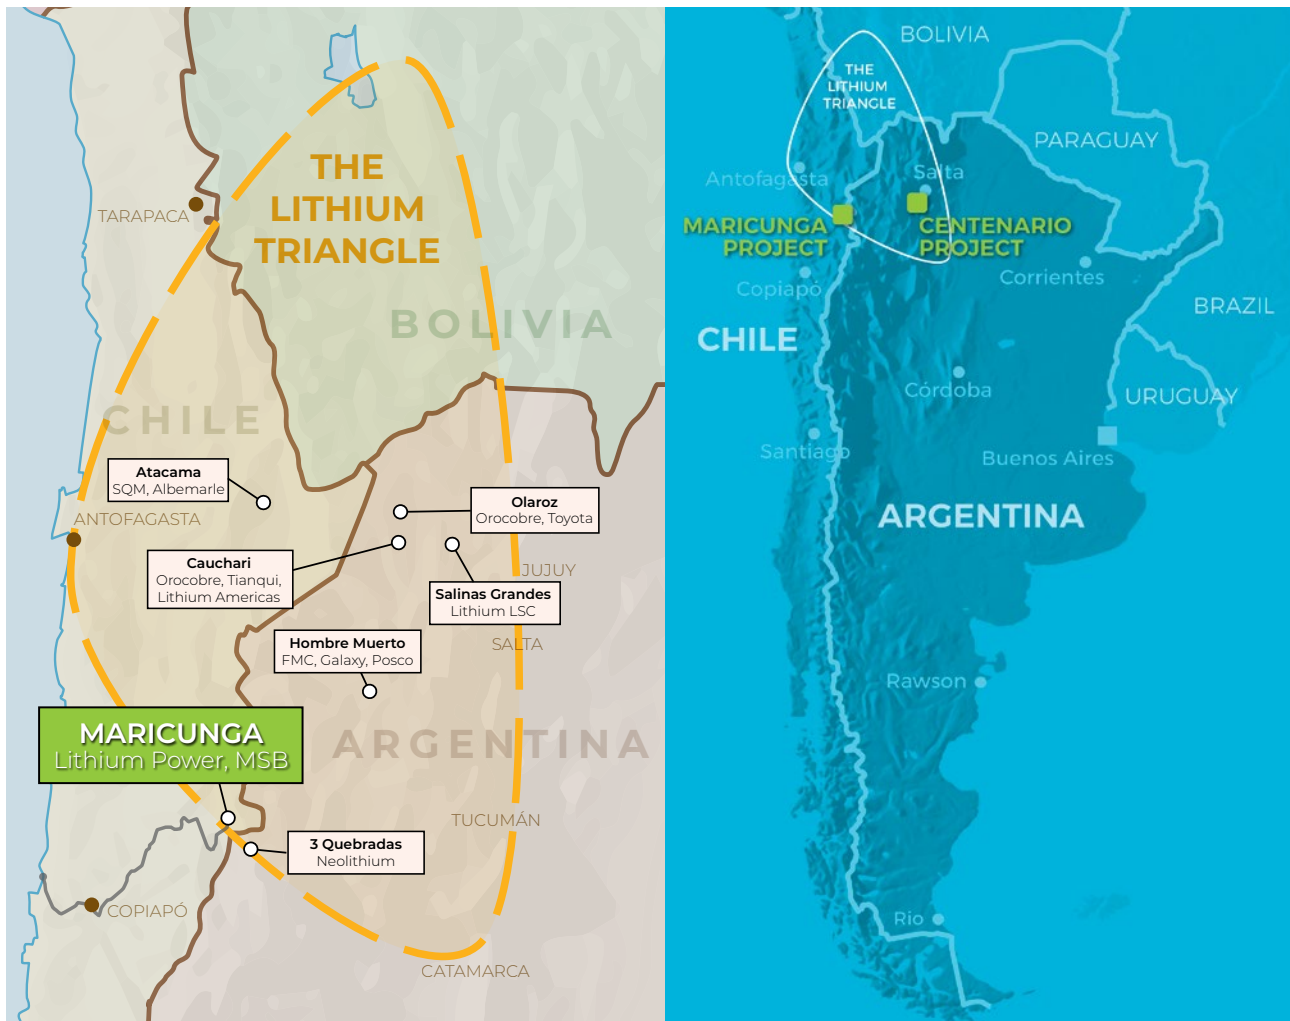 THE
LITHIUM
TRIANGLE
TARAPACA
BOLIVIA
CHILE
Atacama
SQM, Albemarle
ANTOFAGASTA
Olaroz
Orocobre, Toyota
Cauchari
Orocobre, Tianqui,
Lithium Americas
JUJUY
Salinas Grandes
Lithium LSC
SALTA
Hombre Muerto
FMC, Galaxy, Posco
MARICUNGA
Lithium Power, MSB
ARGENTINA
TUCUMÁN
3 Quebradas
Neolithium
COPIAPÓ
CATAMARCA
BOLIVIA
THE
LITHIUM
TRIANGLE
PARAGUAY
Antofagasta
Salta
MARICUNGA
PROJECT
CENTENARIO
PROJECT
Copiapó
Corrientes
BRAZIL
CHILE
Córdoba
URUGUAY
Santiago
Buenos Aires
ARGENTINA
Rawson
Rio